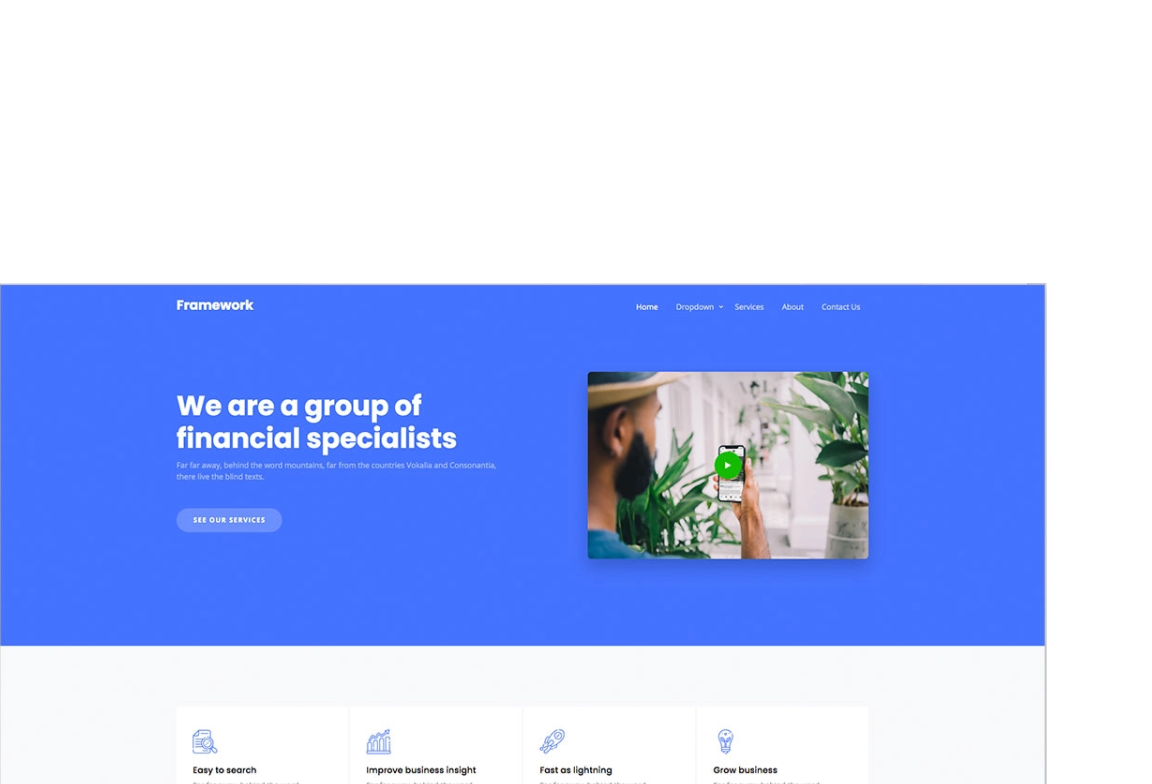 Framework
Home Dropdown Services About Contact Us
We are a group of
financial specialists
Far far away, behind the word mountains, far from the countries Vokalia and Consonantia,
there live the blind texts.
SEE OUR SERVICES
Easy to search
Improve business insight
Fast as lightning
Grow business